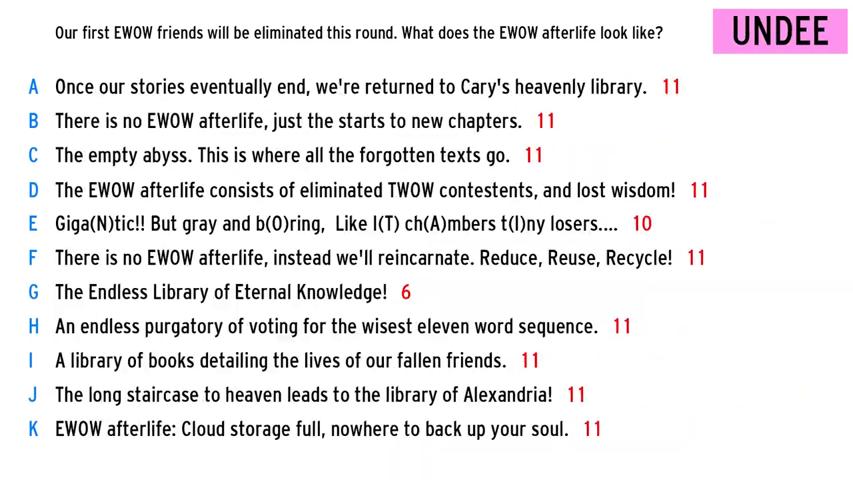 Our first EWOW friends will be eliminated this round. What does the EWOW afterlife look like?
UNDEE
A Once our stories eventually end, we're returned to Cary's heavenly library. 11
B There is no EWOW afterlife, just the starts to new chapters. 11
C The empty abyss. This is where all the forgotten texts go. 11
D The EWOW afterlife consists of eliminated TWOW contestents, and lost wisdom! 11
E Giga(N)tic!! But gray and b(O)ring, Like I(T) ch(A)mbers t(I)ny losers.... 10
F There is no EWOW afterlife, instead we'll reincarnate. Reduce, Reuse, Recycle! 11
G The Endless Library of Eternal Knowledge! 6
H An endless purgatory of voting for the wisest eleven word sequence. 11
I A library of books detailing the lives of our fallen friends. 11
J The long staircase to heaven leads to the library of Alexandria! 11
K EWOW afterlife: Cloud storage full, nowhere to back up your soul. 11